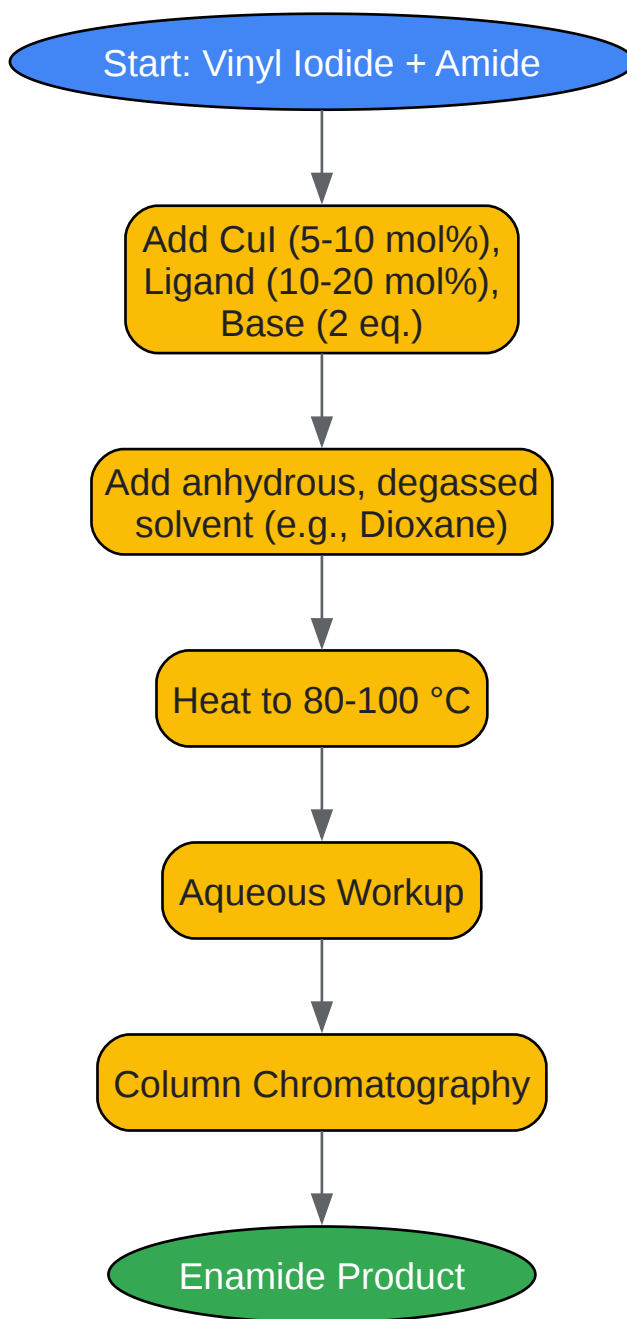 Start: Vinyl Iodide + Amide
Add CuI (5-10 mol%),
Ligand (10-20 mol%),
Base (2 eq.)
Add anhydrous, degassed
solvent (e.g., Dioxane)
Heat to 80-100 °C
Aqueous Workup
Column Chromatography
Enamide Product